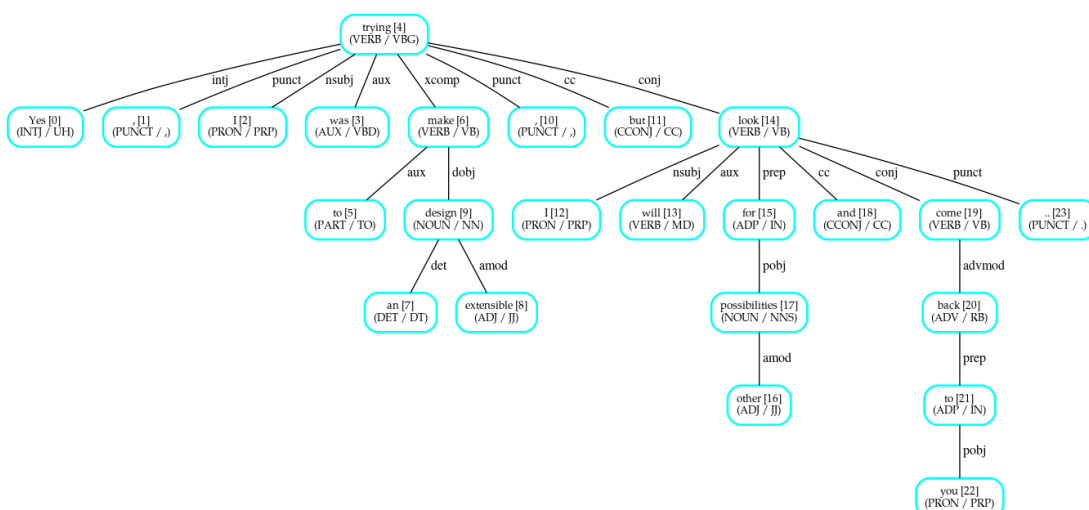 trying [4]
(VERB / VBG)
intj
punct
nsubj
aux
xcomp
punct
cc
conj
Yes [0]
(INTJ / UH)
, [1]
(PUNCT / ,)
I [2]
(PRON / PRP)
was [3]
(AUX / VBD)
make [6]
(VERB / VB)
, [10]
(PUNCT / ,)
but [11]
(CCONJ / CC)
look [14]
(VERB / VB)
aux
dobj
nsubj
aux
prep
cc
conj
punct
to [5]
(PART / TO)
design [9]
(NOUN / NN)
I [12]
(PRON / PRP)
will [13]
(VERB / MD)
for [15]
(ADP / IN)
and [18]
(CCONJ / CC)
come [19]
(VERB / VB)
.. [23]
(PUNCT / .)
det
amod
pobj
advmod
an [7]
(DET / DT)
extensible [8]
(ADJ / JJ)
possibilities [17]
(NOUN / NNS)
back [20]
(ADV / RB)
amod
prep
other [16]
(ADJ / JJ)
to [21]
(ADP / IN)
pobj
you [22]
(PRON / PRP)